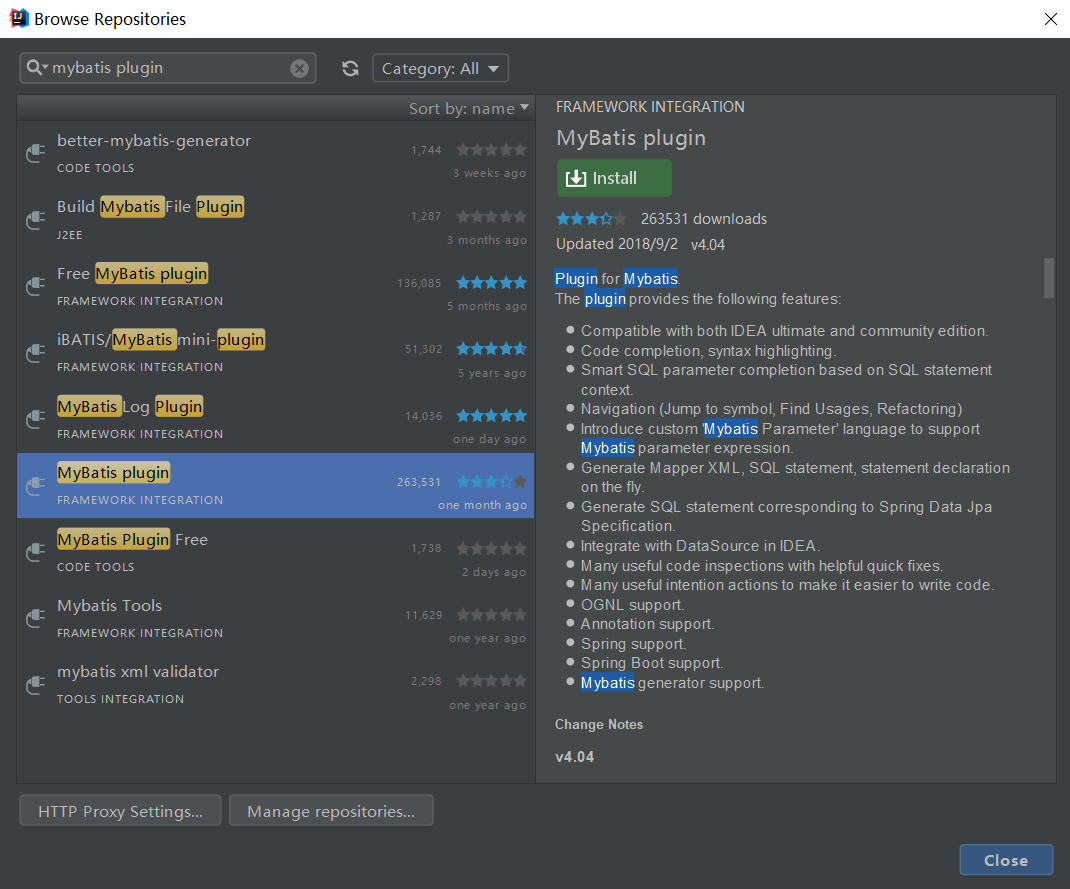 Browse Repositories
mybatis plugin
Category: All
Sort by: name
better-mybatis-generator
1,744
CODE TOOLS
3 weeks ago
Build Mybatis File Plugin
1,287
J2EE
3 months ago
Free MyBatis plugin
136,085
FRAMEWORK INTEGRATION
5 months ago
iBATIS/MyBatis mini-plugin
51,302
FRAMEWORK INTEGRATION
5 years ago
MyBatis Log Plugin
14,036
FRAMEWORK INTEGRATION
one day ago
MyBatis plugin
263,531
FRAMEWORK INTEGRATION
one month ago
MyBatis Plugin Free
1,738
CODE TOOLS
2 days ago
Mybatis Tools
11,629
FRAMEWORK INTEGRATION
one year ago
mybatis xml validator
2,298
TOOLS INTEGRATION
one year ago
FRAMEWORK INTEGRATION
MyBatis plugin
Install
263531 downloads
Updated 2018/9/2 v4.04
Plugin for Mybatis.
The plugin provides the following features:
Compatible with both IDEA ultimate and community edition.
Code completion, syntax highlighting.
Smart SQL parameter completion based on SQL statement
context.
Navigation (Jump to symbol, Find Usages, Refactoring)
Introduce custom 'Mybatis Parameter' language to support
Mybatis parameter expression.
Generate Mapper XML, SQL statement, statement declaration
on the fly.
Generate SQL statement corresponding to Spring Data Jpa
Specification.
Integrate with DataSource in IDEA.
Many useful code inspections with helpful quick fixes.
Many useful intention actions to make it easier to write code.
OGNL support.
Annotation support.
Spring support.
Spring Boot support.
Mybatis generator support.
Change Notes
v4.04
HTTP Proxy Settings...
Manage repositories...
Close